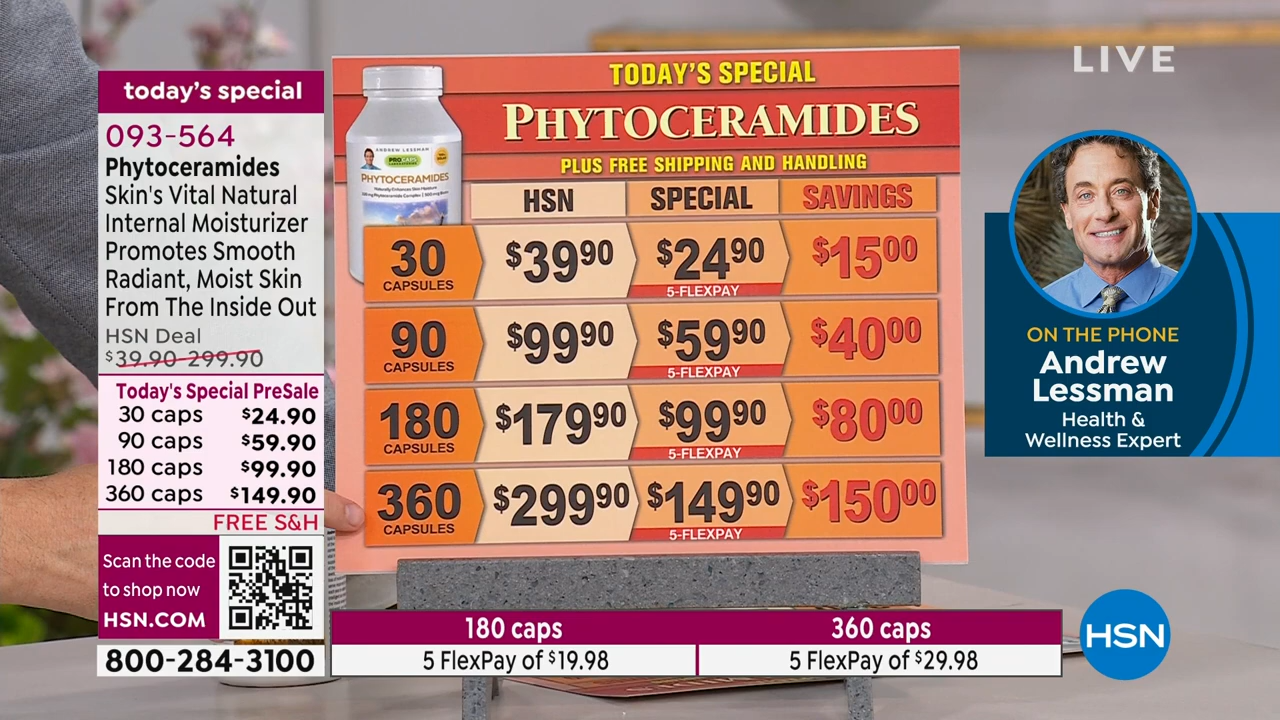 LIVE
today's special
093-564
Phytoceramides
Skin's Vital Natural
Internal Moisturizer
Promotes Smooth
Radiant, Moist Skin
From The Inside Out
HSN Deal
$39.90-299.90
Today's Special PreSale
30 caps $24.90
90 caps $59.90
180 caps $99.90
360 caps $149.90
FREE S&H
Scan the code
to shop now
HSN.COM
800-284-3100
TODAY'S SPECIAL
PHYTOCERAMIDES
PLUS FREE SHIPPING AND HANDLING
ANDREW LESSMAN
PROCAPS
PHYTOCERAMIDES
Naturally Enhances Skin Moisture
HSN SPECIAL SAVINGS
30 CAPSULES $39.90 $24.90 $15.00
5-FLEXPAY
90 CAPSULES $99.90 $59.90 $40.00
5-FLEXPAY
180 CAPSULES $179.90 $99.90 $80.00
5-FLEXPAY
360 CAPSULES $299.90 $149.90 $150.00
5-FLEXPAY
ON THE PHONE
Andrew
Lessman
Health &
Wellness Expert
180 caps 360 caps
5 FlexPay of $19.98 5 FlexPay of $29.98
HSN